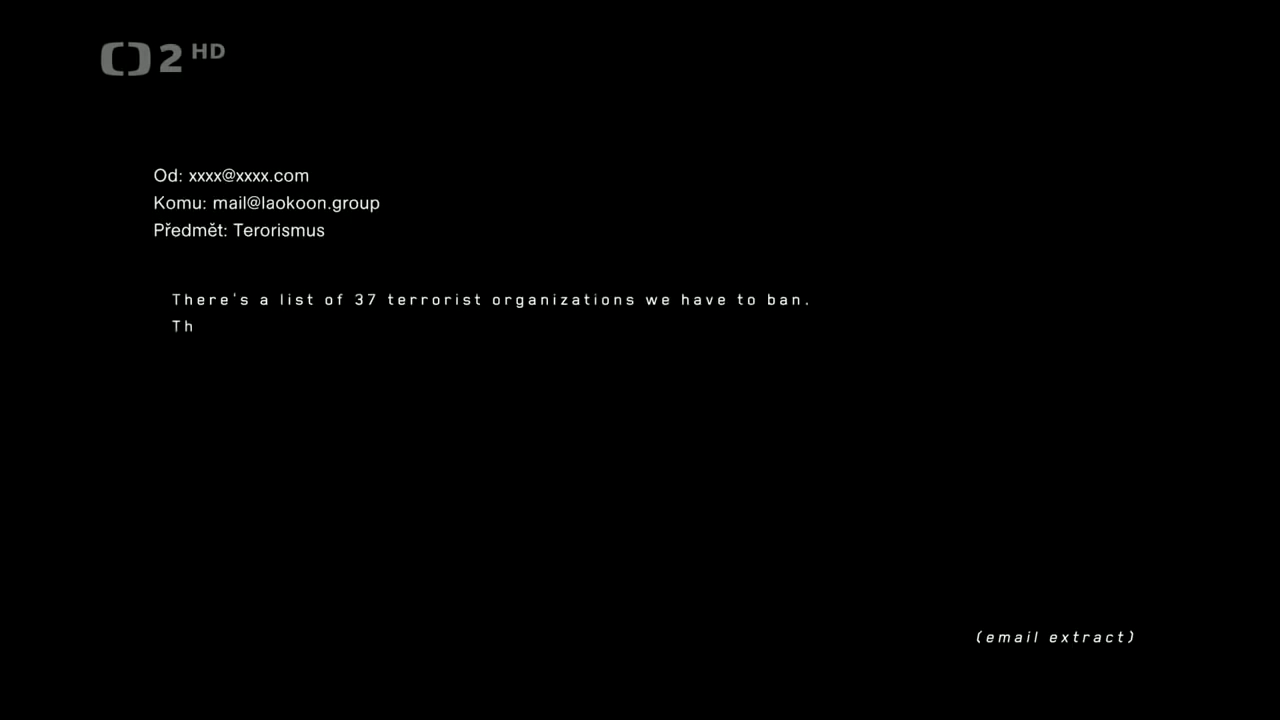 2 HD
Od: xxxx@xxxx.com
Komu: mail@laokoon.group
Předmět: Terorismus
There's a list of 37 terrorist organizations we have to ban.
Th
(email extract)